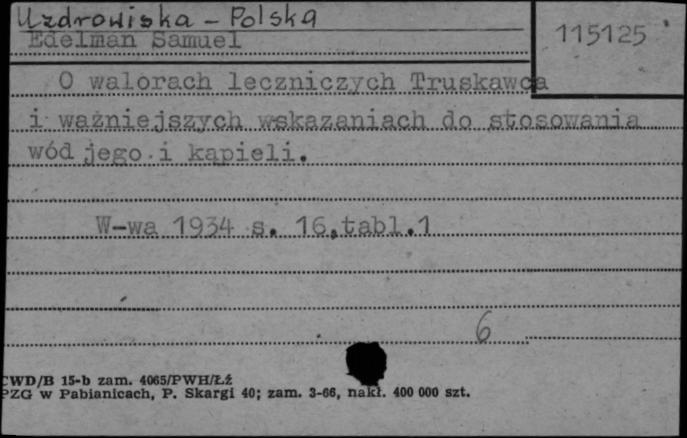 Uzdrowiska - Polska
Edelman Samuel
115125
O walorach leczniczych Truskawca
i ważniejszych wskazaniach do stosowania
wód jego i kąpieli.
W-wa 1934 s. 16,tabl.1
6
CWD/B 15-b zam. 4065/PWH/Łź
PZG w Pabianicach, P. Skargi 40; zam. 3-66, nakł. 400 000 szt.